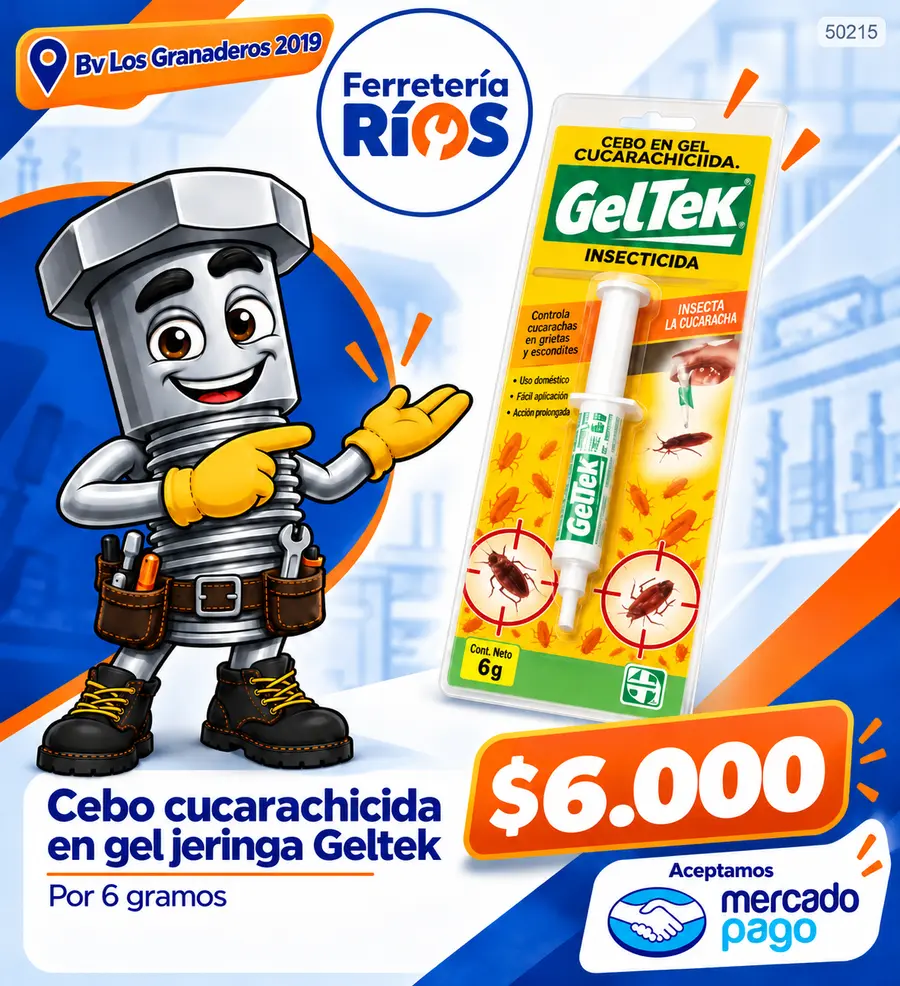 Bv Los Granaderos 2019
Ferretería
RÍOS
50215
CEBO EN GEL
CUCARACHICIIDA.
GELTEK®
INSECTICIDA
Controla
cucarachas
en grietas
y escondites
INSECTA
LA CUCARACHA
• Uso doméstico
• Fácil aplicación
• Acción prolongada
GELTEK
Cont. Neto
6g
$6.000
Cebo cucarachicida
en gel jeringa Geltek
Por 6 gramos
Aceptamos
mercado
pago